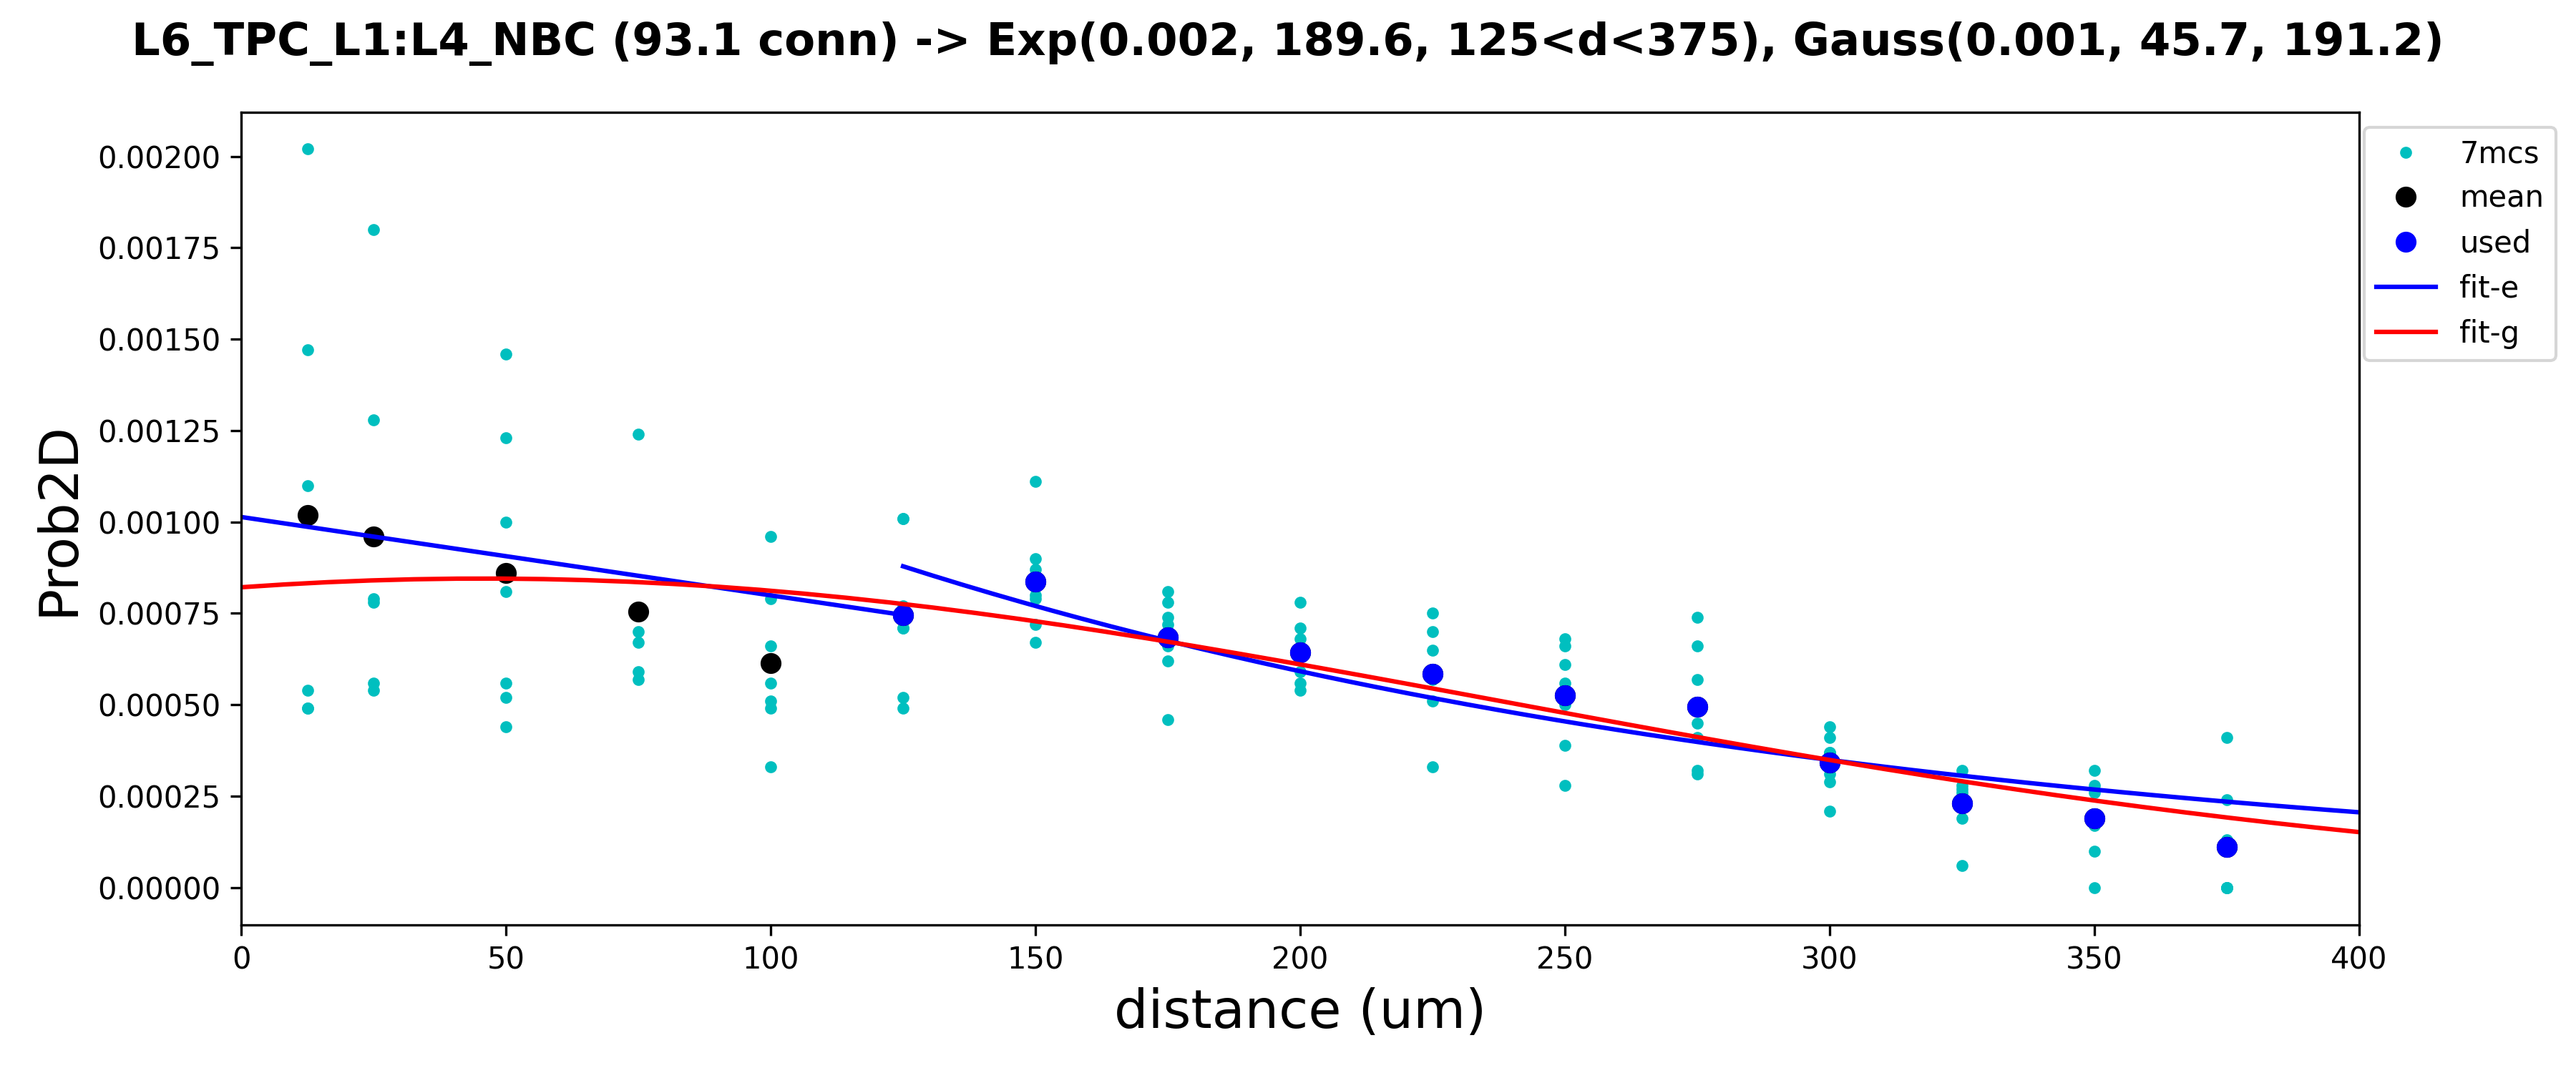 L6_TPC_L1:L4_NBC (93.1 conn) -> Exp(0.002, 189.6, 125<d<375), Gauss(0.001, 45.7, 191.2)
7mcs
mean
used
fit-e
fit-g
Prob2D
0.00200
0.00175
0.00150
0.00125
0.00100
0.00075
0.00050
0.00025
0.00000
0 50 100 150 200 250 300 350 400
distance (um)